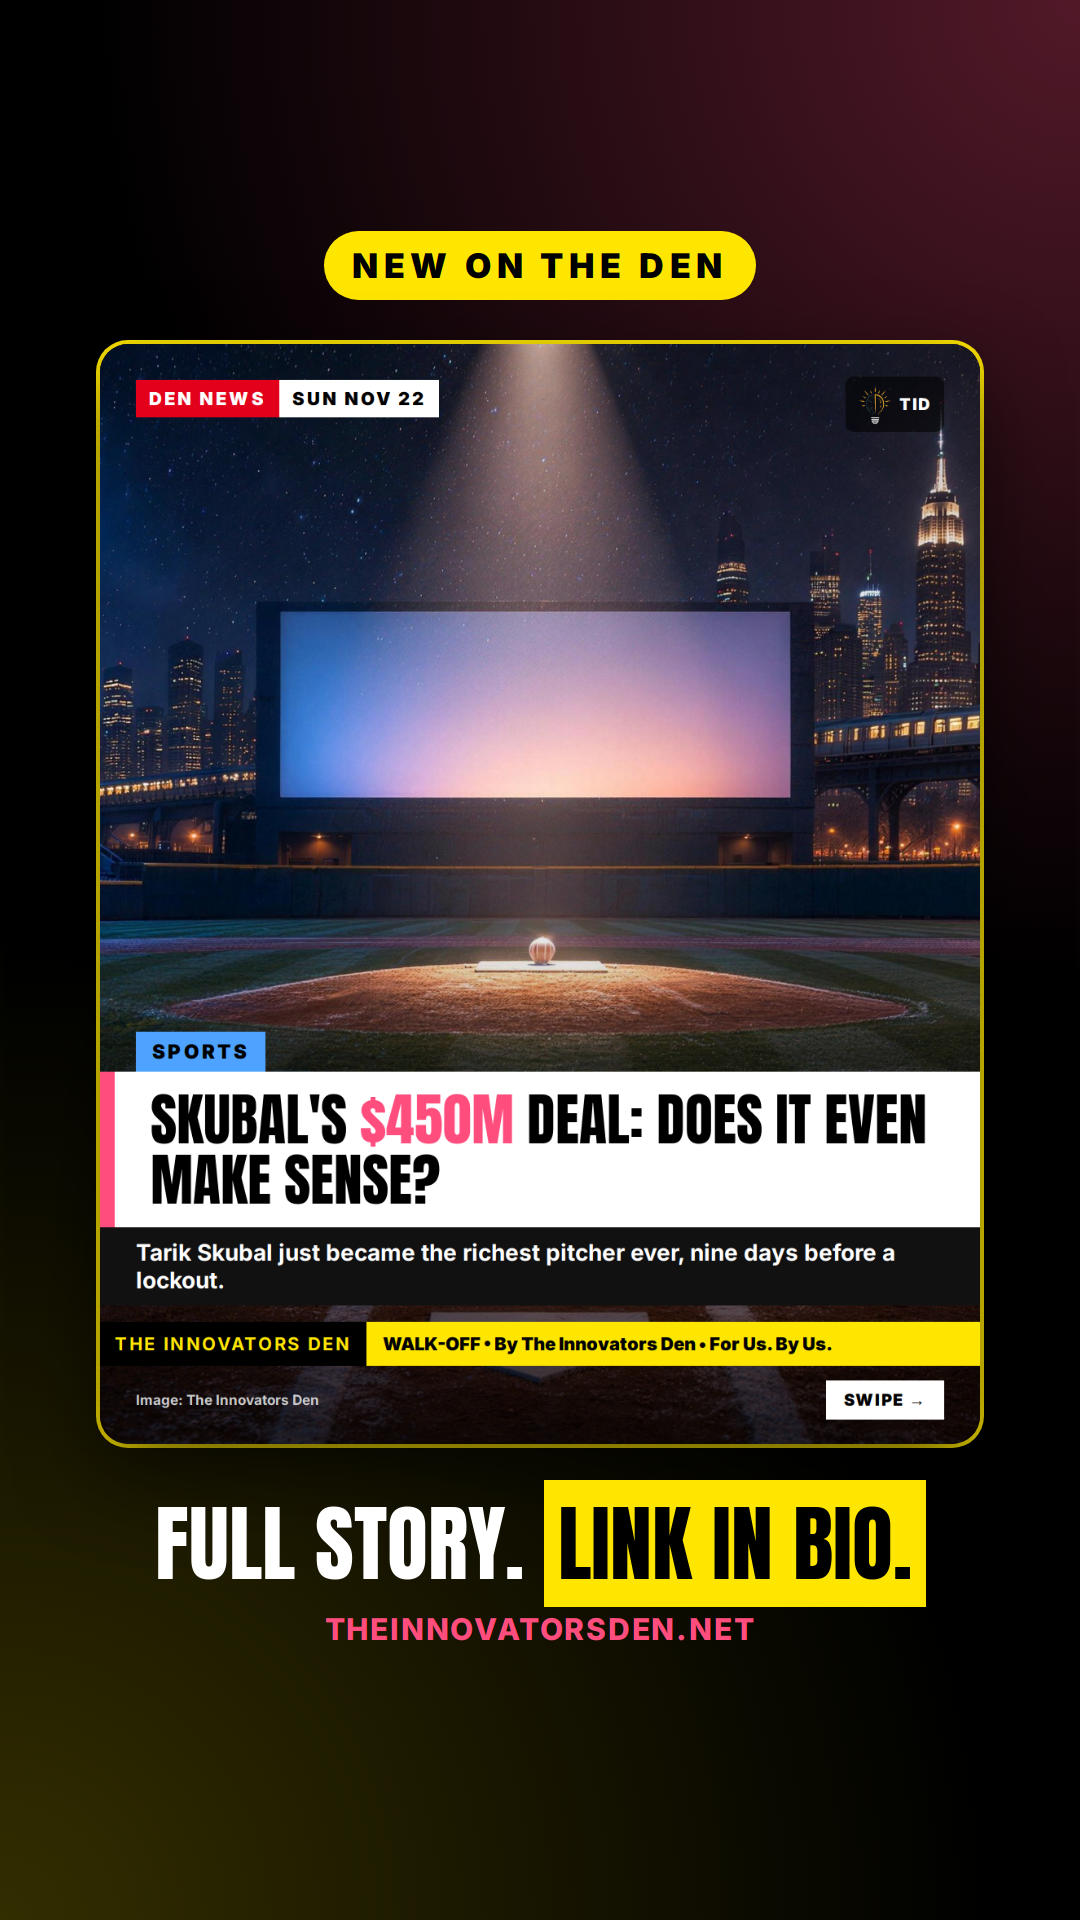 NEW ON THE DEN
DEN NEWS SUN NOV 22
TID
SPORTS
SKUBAL'S $450M DEAL: DOES IT EVEN
MAKE SENSE?
Tarik Skubal just became the richest pitcher ever, nine days before a
lockout.
THE INNOVATORS DEN WALK-OFF • By The Innovators Den • For Us. By Us.
Image: The Innovators Den
SWIPE →
FULL STORY. LINK IN BIO.
THEINNOVATORSDEN.NET